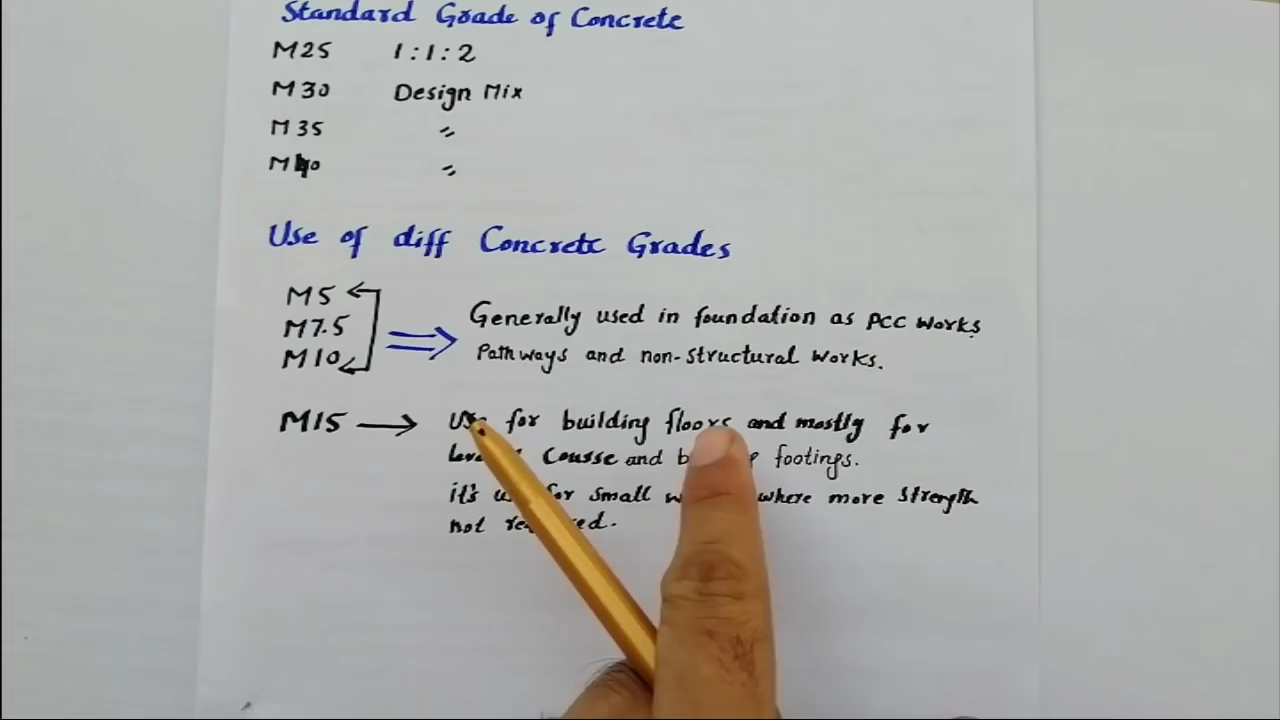 Standard Grade of Concrete
M25 1:1:2
M30 Design Mix
M35 "
M40 "
Use of diff Concrete Grades
M5
M7.5
M10
Generally used in foundation as PCC Works
Pathways and non-structural works.
M15 → Use for building floors and mostly for
Course and footings.
it's for small where more strength
not